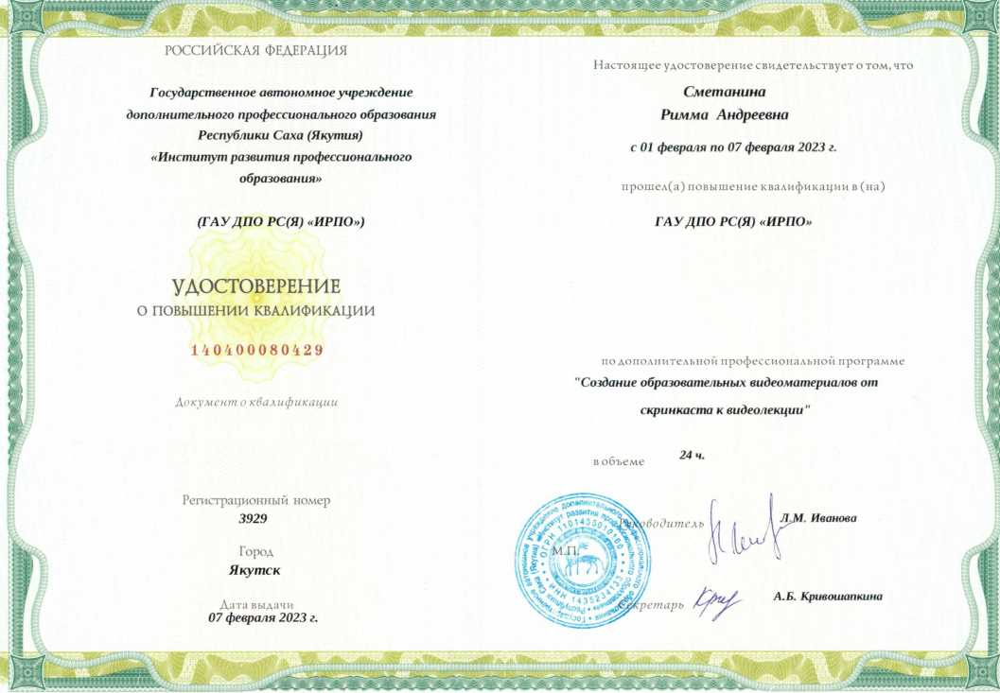 РОССИЙСКАЯ ФЕДЕРАЦИЯ
Государственное автономное учреждение
дополнительного профессионального образования
Республики Саха (Якутия)
«Институт развития профессионального
образования»
(ГАУ ДПО РС(Я) «ИРПО»)
УДОСТОВЕРЕНИЕ
О ПОВЫШЕНИИ КВАЛИФИКАЦИИ
140400080429
Документ о квалификации
Регистрационный номер
3929
Город
Якутск
Дата выдачи
07 февраля 2023 г.
Настоящее удостоверение свидетельствует о том, что
Сметанина
Римма Андреевна
с 01 февраля по 07 февраля 2023 г.
прошел(а) повышение квалификации в (на)
ГАУ ДПО РС(Я) «ИРПО»
по дополнительной профессиональной программе
"Создание образовательных видеоматериалов от
скринкаста к видеолекции"
в объеме 24 ч.
Руководитель Л.М. Иванова
М.П.
Секретарь А.Б. Кривошапкина